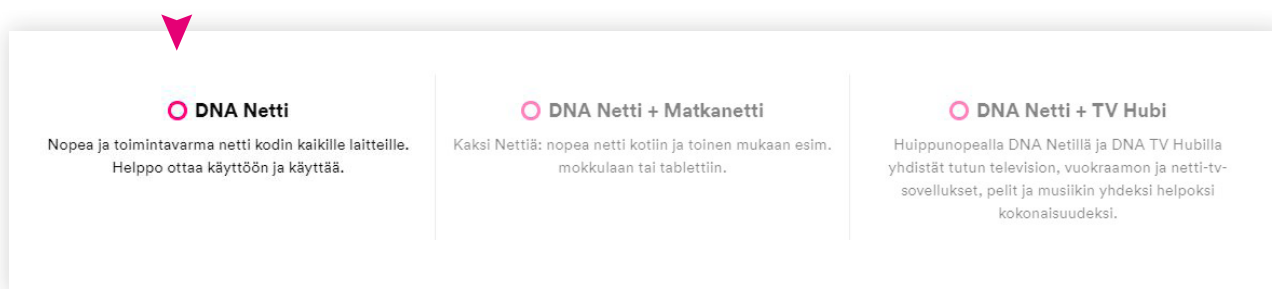 DNA Netti
Nopea ja toimintavarma netti kodin kaikille laitteille.
Helppo ottaa käyttöön ja käyttää.
DNA Netti + Matkanetti
Kaksi Nettiä: nopea netti kotiin ja toinen mukaan esim.
mokkulaan tai tablettiin.
DNA Netti + TV Hubi
Huippunopealla DNA Netillä ja DNA TV Hubilla
yhdistät tutun television, vuokraamon ja netti-tv-
sovellukset, pelit ja musiikin yhdeksi helpoksi
kokonaisuudeksi.